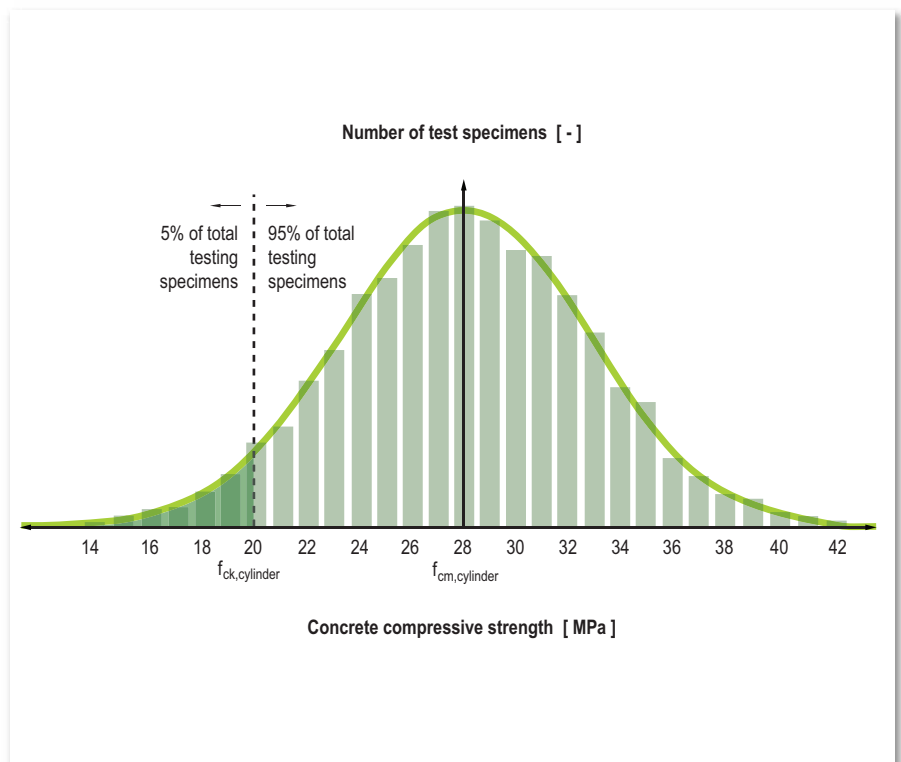 Number of test specimens [ - ]
5% of total
testing
specimens
95% of total
testing
specimens
14 16 18 20 22 24 26 28 30 32 34 36 38 40 42
fck,cylinder fcm,cylinder
Concrete compressive strength [ MPa ]